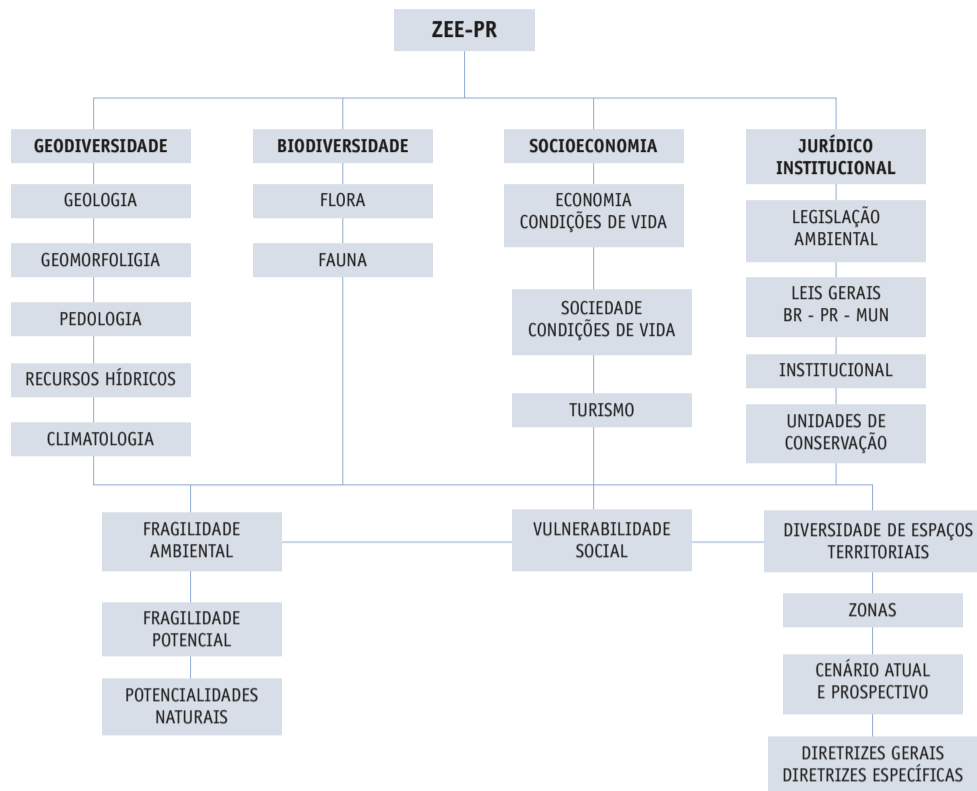 ZEE-PR
GEODIVERSIDADE
GEOLOGIA
GEOMORFOLIGIA
PEDOLOGIA
RECURSOS HÍDRICOS
CLIMATOLOGIA
BIODIVERSIDADE
FLORA
FAUNA
SOCIOECONOMIA
ECONOMIA
CONDIÇÕES DE VIDA
SOCIEDADE
CONDIÇÕES DE VIDA
TURISMO
JURÍDICO
INSTITUCIONAL
LEGISLAÇÃO
AMBIENTAL
LEIS GERAIS
BR - PR - MUN
INSTITUCIONAL
UNIDADES DE
CONSERVAÇÃO
FRAGILIDADE
AMBIENTAL
FRAGILIDADE
POTENCIAL
POTENCIALIDADES
NATURAIS
VULNERABILIDADE
SOCIAL
DIVERSIDADE DE ESPAÇOS
TERRITORIAIS
ZONAS
CENÁRIO ATUAL
E PROSPECTIVO
DIRETRIZES GERAIS
DIRETRIZES ESPECÍFICAS